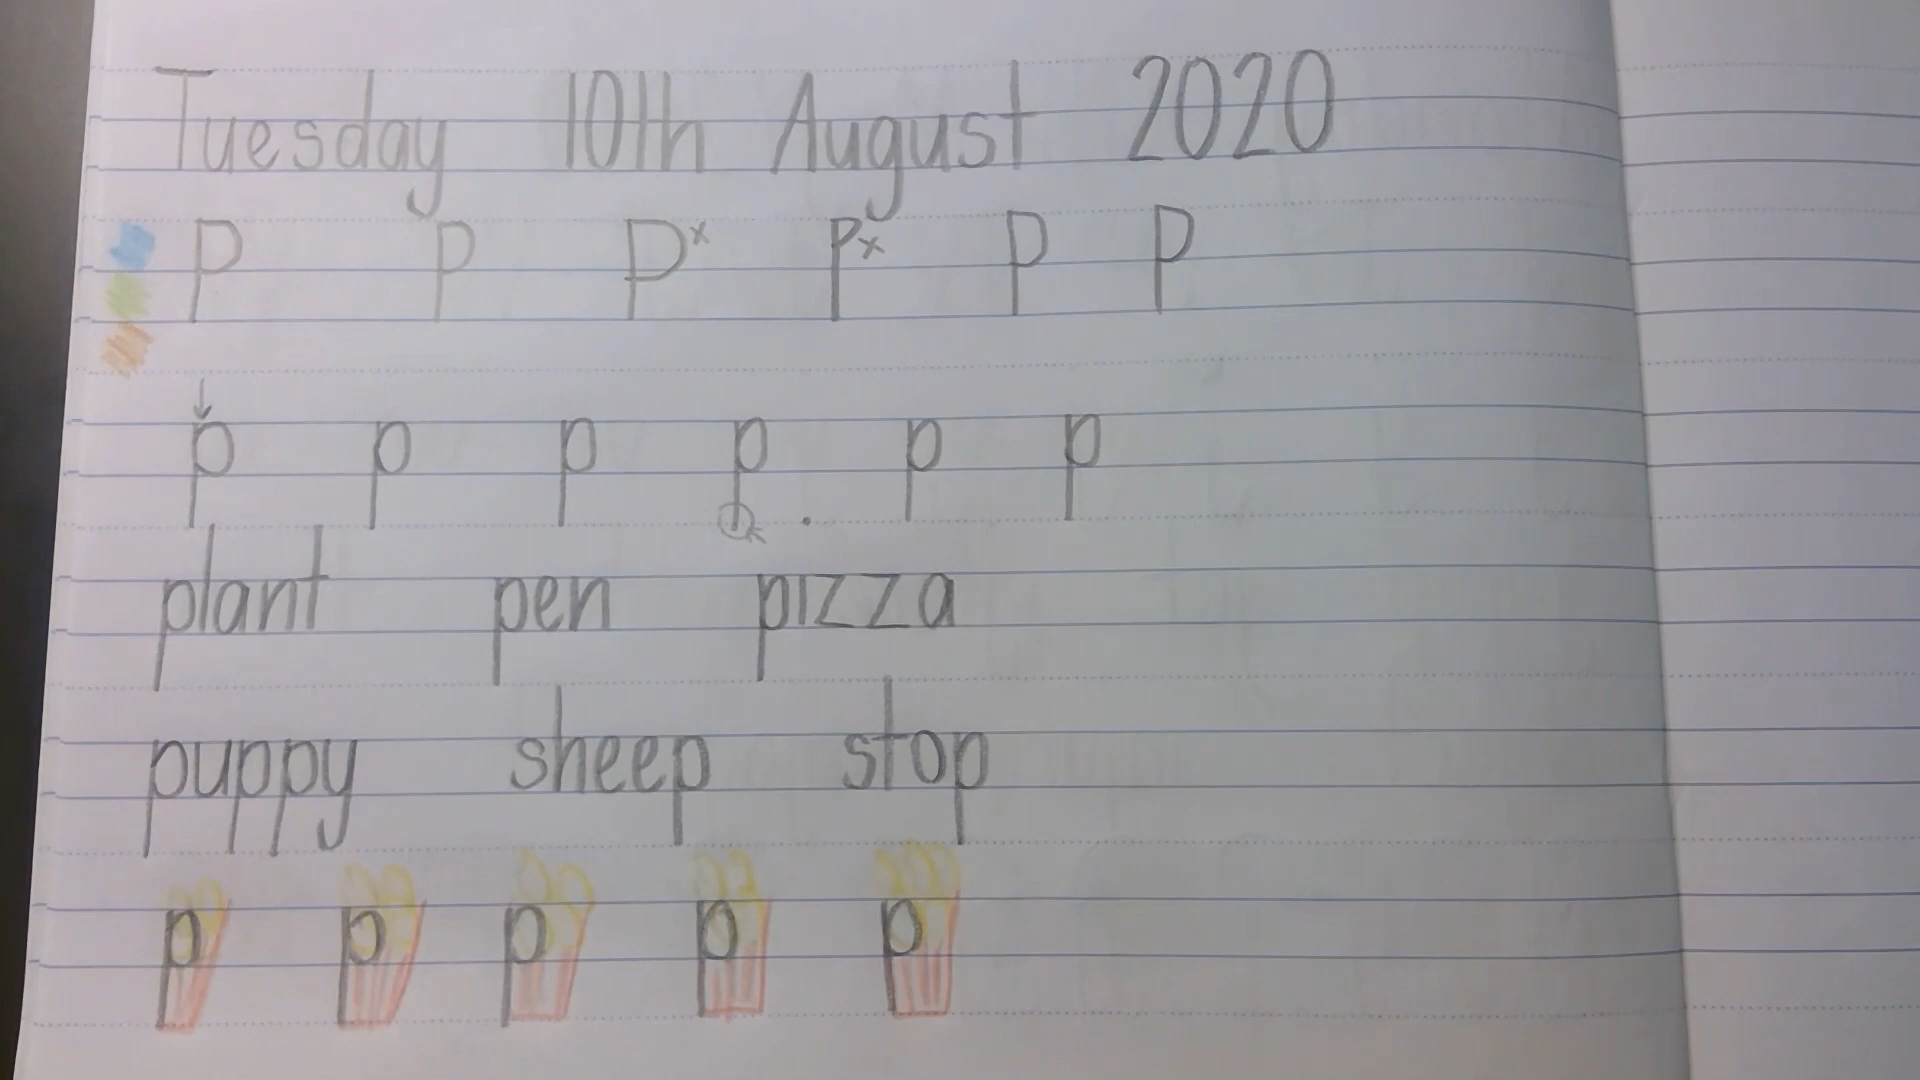 Tuesday 10th August 2020
P P P x P x P P
p p p p . p p
plant pen pizza
puppy sheep stop
p p p p p